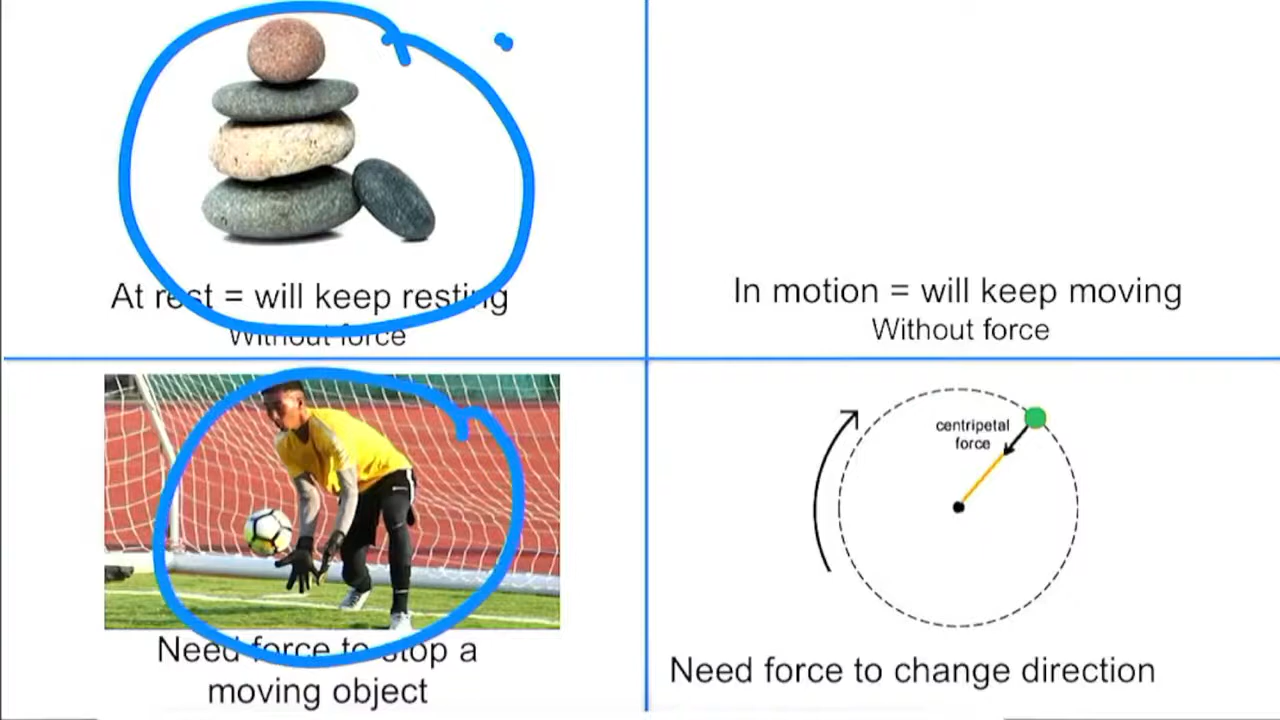 At rest = will keep resting
Without force
In motion = will keep moving
Without force
centripetal
force
Need force to stop a
moving object
Need force to change direction